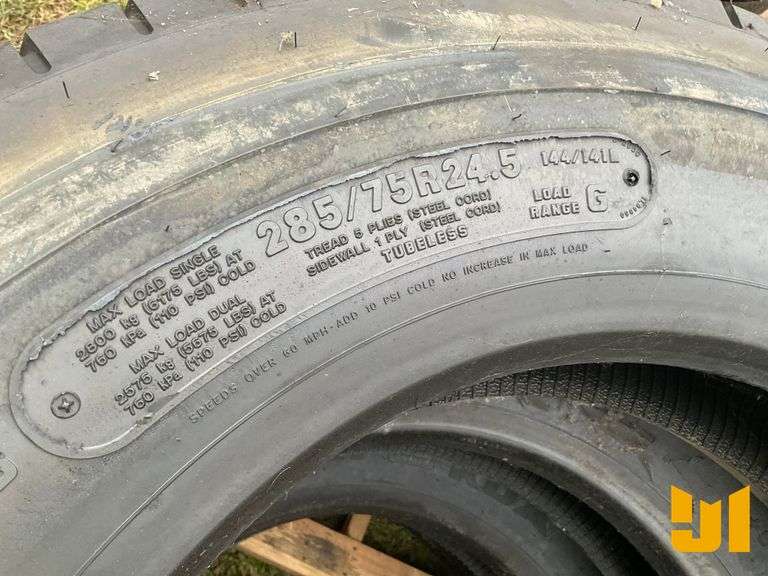 285/75R24.5 144/141L
TREAD 5 PLIES (STEEL CORD)
SIDEWALL 1 PLY (STEEL CORD)
TUBELESS
LOAD
RANGE G
MAX LOAD SINGLE
2800 kg (6175 LBS) AT
760 kPa (110 PSI) COLD
MAX LOAD DUAL
2575 kg (5675 LBS) AT
760 kPa (110 PSI) COLD
SPEEDS OVER 60 MPH-ADD 10 PSI COLD NO INCREASE IN MAX LOAD